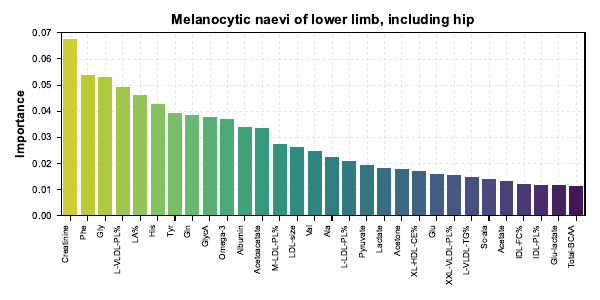 Melanocytic naevi of lower limb, including hip
Importance
0.07
0.06
0.05
0.04
0.03
0.02
0.01
0.00
Creatinine
Phe
Gly
L-VLDL-PL%
LA%
His
Tyr
Gln
GlycA
Omega-3
Albumin
Acetoacetate
M-LDL-PL%
LDL-size
Val
Ala
L-LDL-PL%
Pyruvate
Lactate
Acetone
XL-HDL-CE%
Glu
XXL-VLDL-PL%
L-VLDL-TG%
Sc-ala
Acetate
IDL-FC%
IDL-PL%
Glu-lactate
Total-BCAA